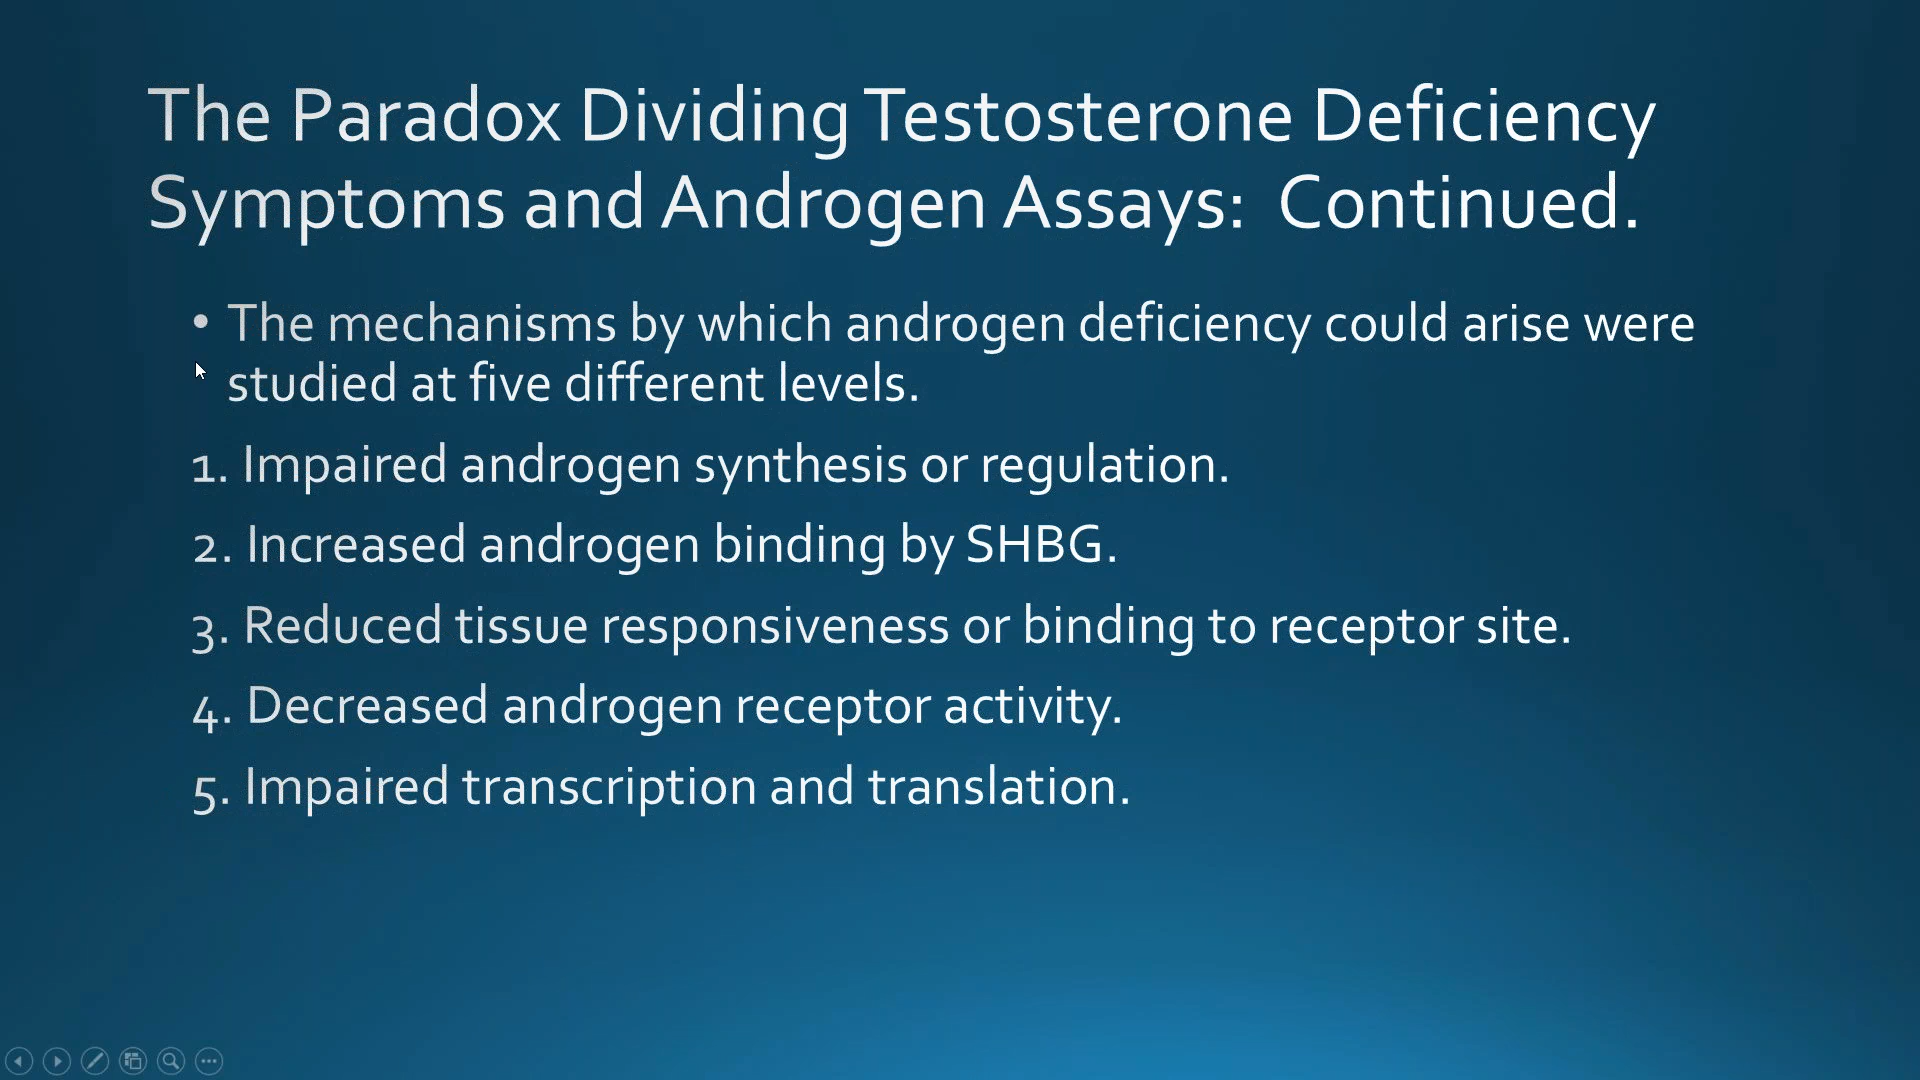 The Paradox Dividing Testosterone Deficiency
Symptoms and Androgen Assays:  Continued.
• The mechanisms by which androgen deficiency could arise were
studied at five different levels.
1. Impaired androgen synthesis or regulation.
2. Increased androgen binding by SHBG.
3. Reduced tissue responsiveness or binding to receptor site.
4. Decreased androgen receptor activity.
5. Impaired transcription and translation.